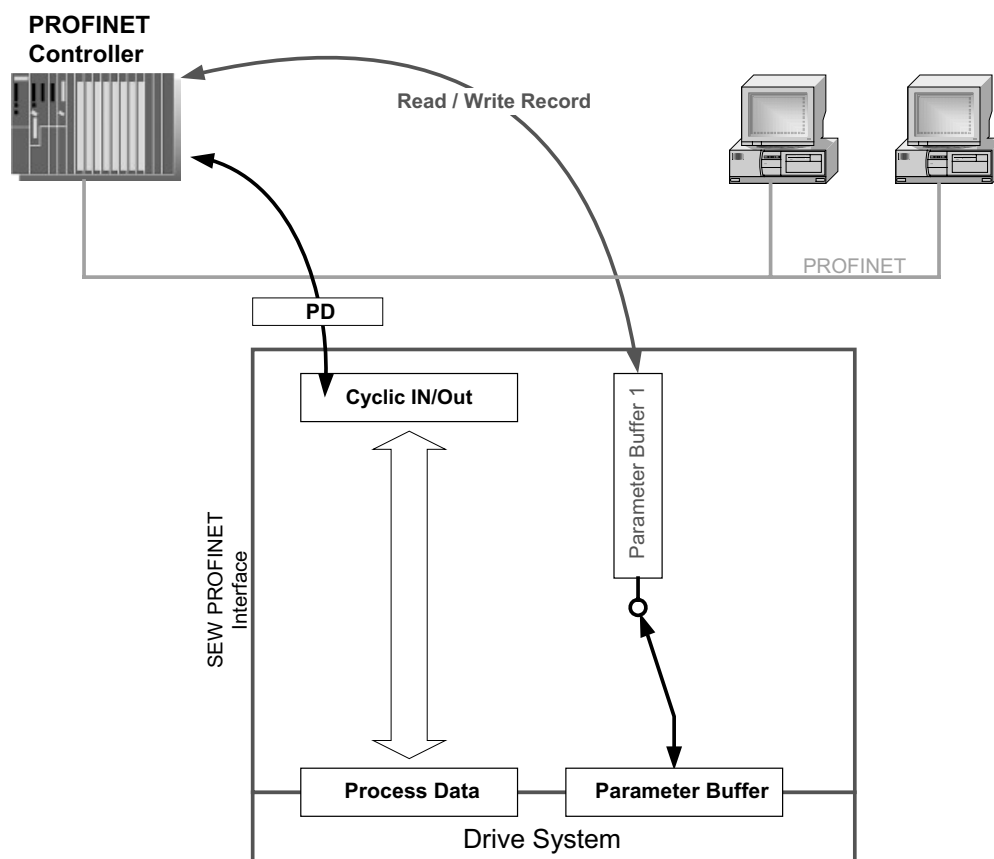 PROFINET
Controller
Read / Write Record
PROFINET
PD
Cyclic IN/Out
Parameter Buffer 1
SEW PROFINET
Interface
Process Data
Parameter Buffer
Drive System